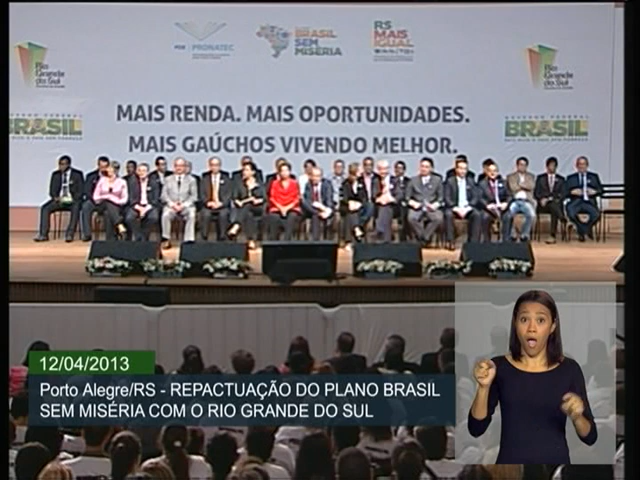 PRONATEC
BRASIL
SEM MISÉRIA
RS
MAIS
IGUAL
Rio
Grande
do Sul
Rio
Grande
do Sul
MAIS RENDA. MAIS OPORTUNIDADES.
MAIS GAÚCHOS VIVENDO MELHOR.
BRASIL
GOVERNO FEDERAL
BRASIL
12/04/2013
Porto Alegre/RS - REPACTUAÇÃO DO PLANO BRASIL
SEM MISÉRIA COM O RIO GRANDE DO SUL